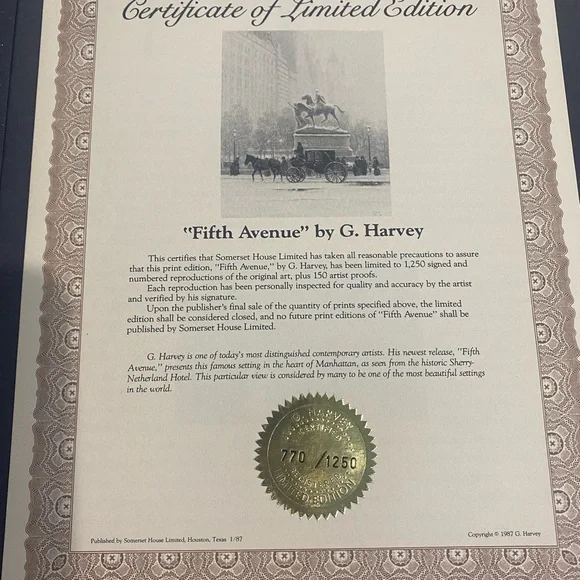 Certificate of Limited Edition
"Fifth Avenue" by G. Harvey
This certifies that Somerset House Limited has taken all reasonable precautions to assure
that this print edition, "Fifth Avenue," by G. Harvey, has been limited to 1,250 signed and
numbered reproductions of the original art, plus 150 artist proofs.
Each reproduction has been personally inspected for quality and accuracy by the artist
and verified by his signature.
Upon the publisher's final sale of the quantity of prints specified above, the limited
edition shall be considered closed, and no future print editions of "Fifth Avenue" shall be
published by Somerset House Limited.
G. Harvey is one of today's most distinguished contemporary artists. His newest release, "Fifth
Avenue," presents this famous setting in the heart of Manhattan, as seen from the historic Sherry-
Netherland Hotel. This particular view is considered by many to be one of the most beautiful settings
in the world.
G. HARVEY
CERTIFIED
770 / 1250
LIMITED EDITION
Published by Somerset House Limited, Houston, Texas 1/87
Copyright © 1987 G. Harvey